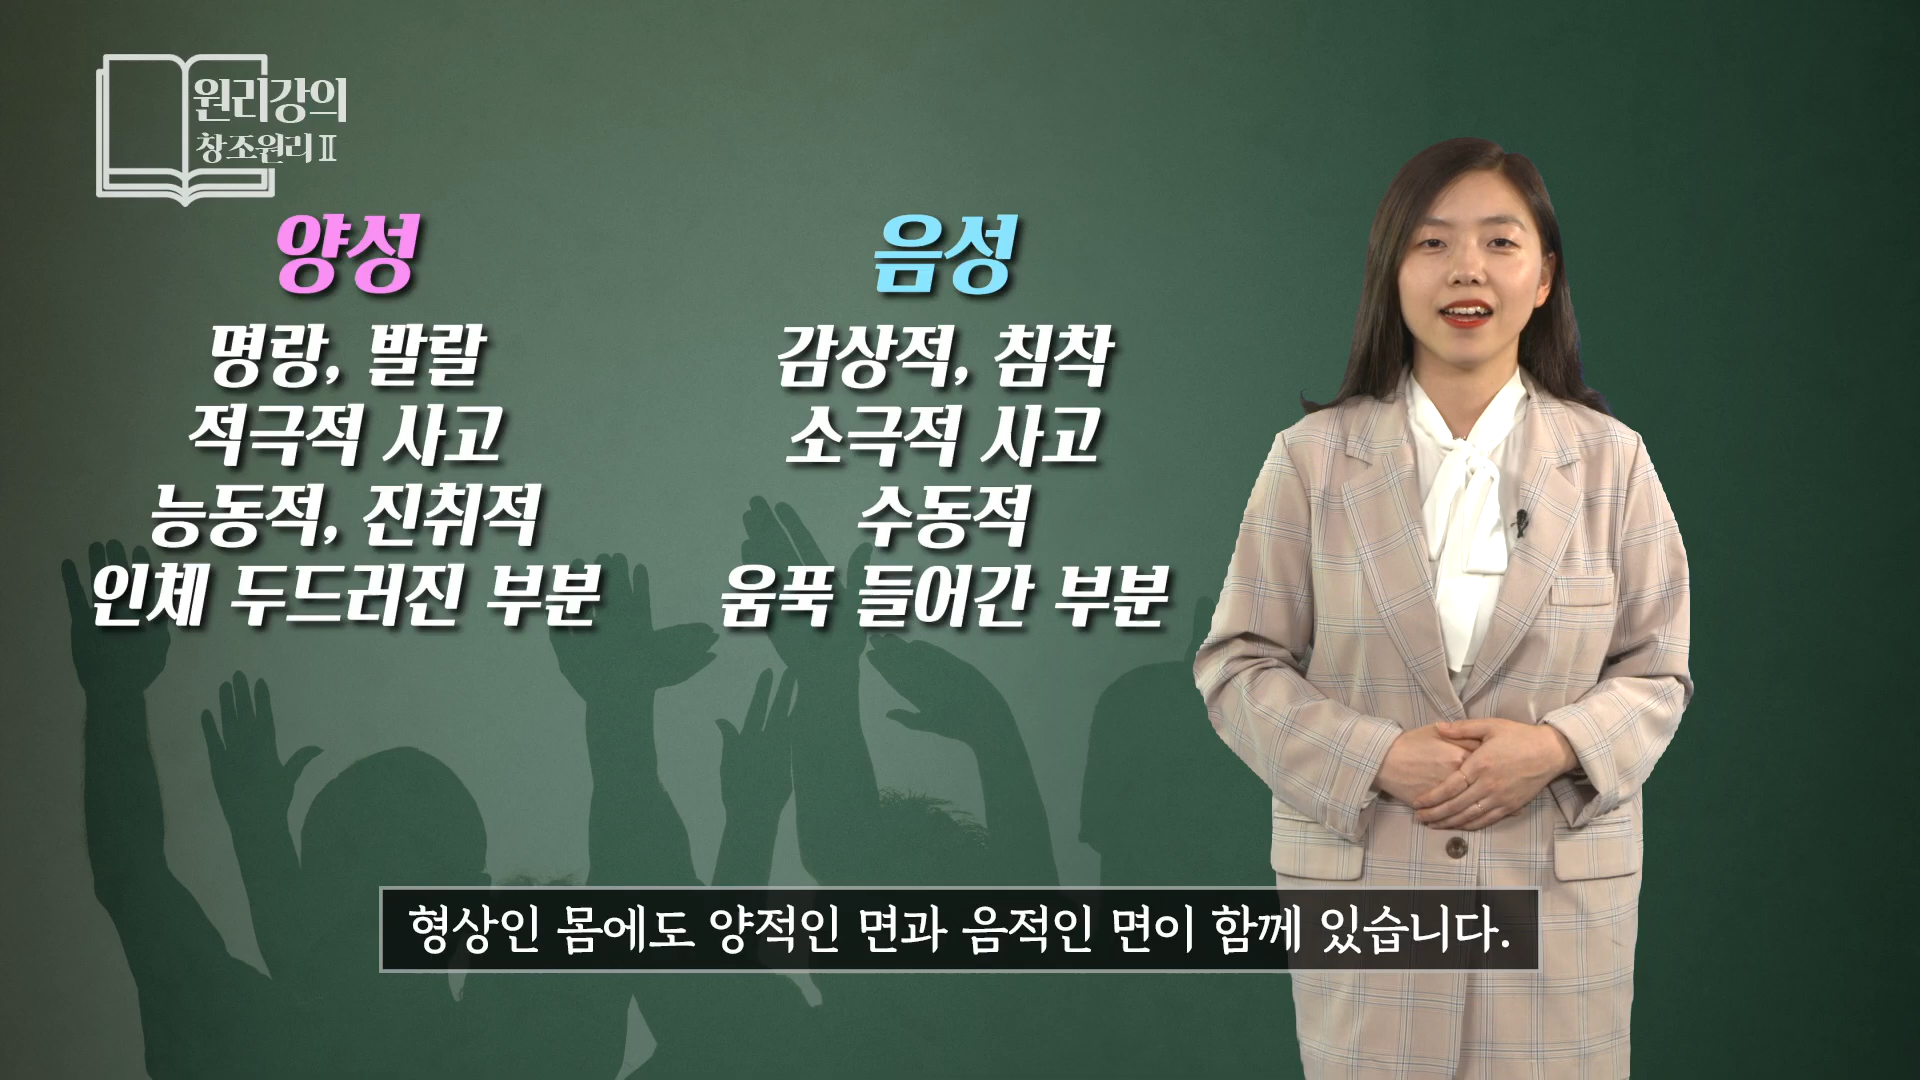 원리강의
창조원리 Ⅱ
양성
명랑, 발랄
적극적 사고
능동적, 진취적
인체 두드러진 부분
음성
감상적, 침착
소극적 사고
수동적
움푹 들어간 부분
형상인 몸에도 양적인 면과 음적인 면이 함께 있습니다.